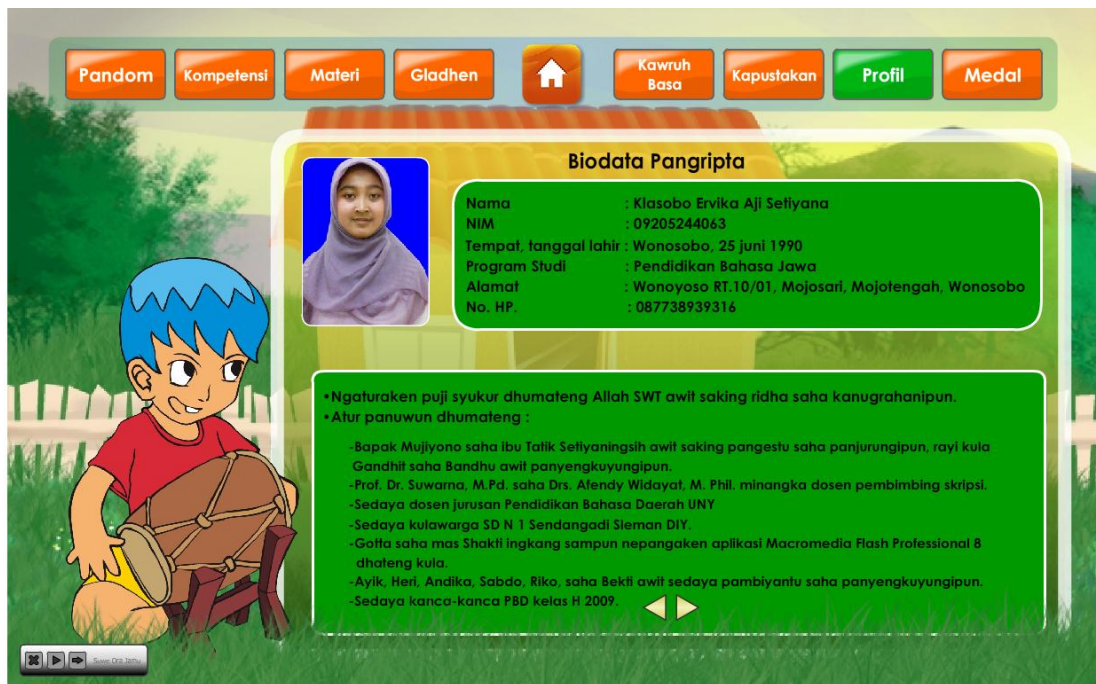 Pandom
Kompetensi
Materi
Gladhen
Kawruh
Basa
Kapustakan
Profil
Medal
Biodata Pangripta
Nama : Klasobo Ervika Aji Setiyana
NIM : 09205244063
Tempat, tanggal lahir : Wonosobo, 25 juni 1990
Program Studi : Pendidikan Bahasa Jawa
Alamat : Wonoyoso RT.10/01, Mojosari, Mojotengah, Wonosobo
No. HP. : 087738939316
•Ngaturaken puji syukur dhumateng Allah SWT awit saking ridha saha kanugrahanipun.
•Atur panuwun dhumateng :
-Bapak Mujiyono saha ibu Tatik Setiyaningsih awit saking pangestu saha panjurungipun, rayi kula
Gandhit saha Bandhu awit panyengkuyungipun.
-Prof. Dr. Suwarna, M.Pd. saha Drs. Afendy Widayat, M. Phil. minangka dosen pembimbing skripsi.
-Sedaya dosen jurusan Pendidikan Bahasa Daerah UNY
-Sedaya kulawarga SD N 1 Sendangadi Sleman DIY.
-Gotta saha mas Shakti ingkang sampun nepangaken aplikasi Macromedia Flash Professional 8
dhateng kula.
-Ayik, Heri, Andika, Sabdo, Riko, saha Bekti awit sedaya pambiyantu saha panyengkuyungipun.
-Sedaya kanca-kanca PBD kelas H 2009.
Suwe Ora Jamu